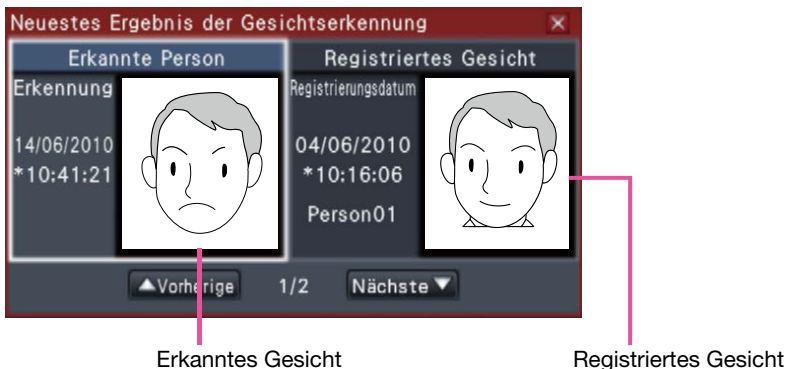 Neuestes Ergebnis der Gesichtserkennung
Erkannte Person
Registriertes Gesicht
Erkennung
14/06/2010
*10:41:21
Registrierungsdatum
04/06/2010
*10:16:06
Person01
▲Vorherige 1/2 Nächste▼
Erkanntes Gesicht
Registriertes Gesicht